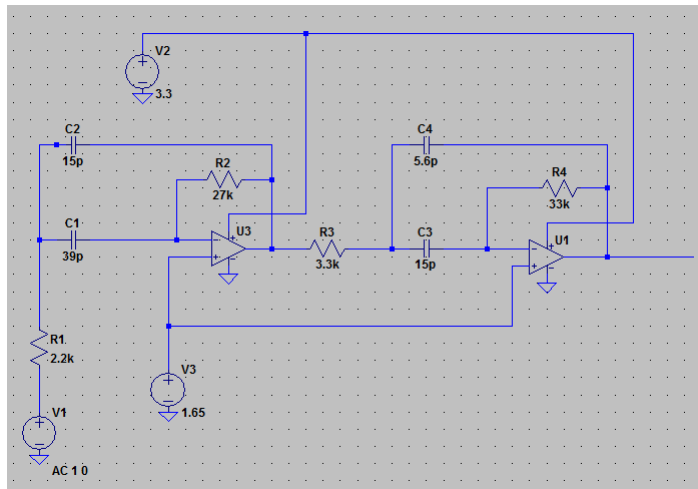 V2
3.3
C2
15p
C4
5.6p
R2
27k
R4
33k
C1
39p
U3
R3
3.3k
C3
15p
U1
R1
2.2k
V3
1.65
V1
AC 1 0